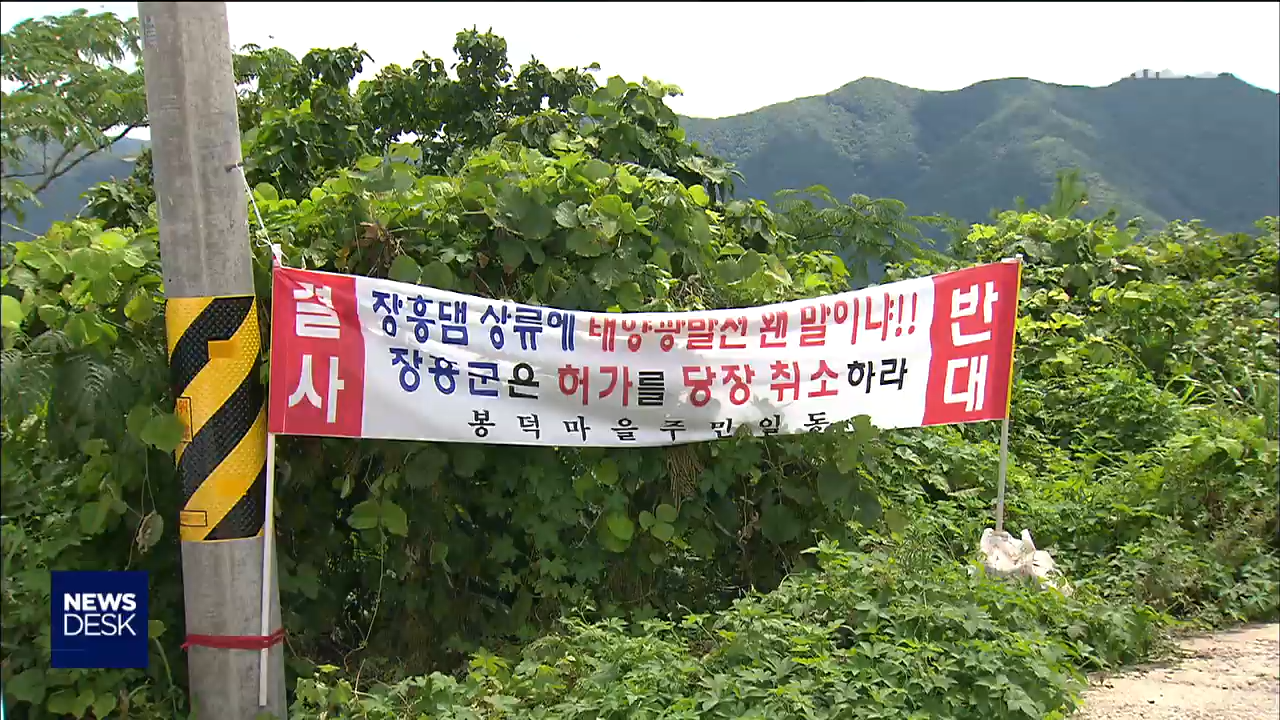 결사
장흥댐 상류에 태양광발전 왠 말이냐!!
장흥군은 허가를 당장 취소하라
봉덕마을주민일동
반대
NEWS
DESK